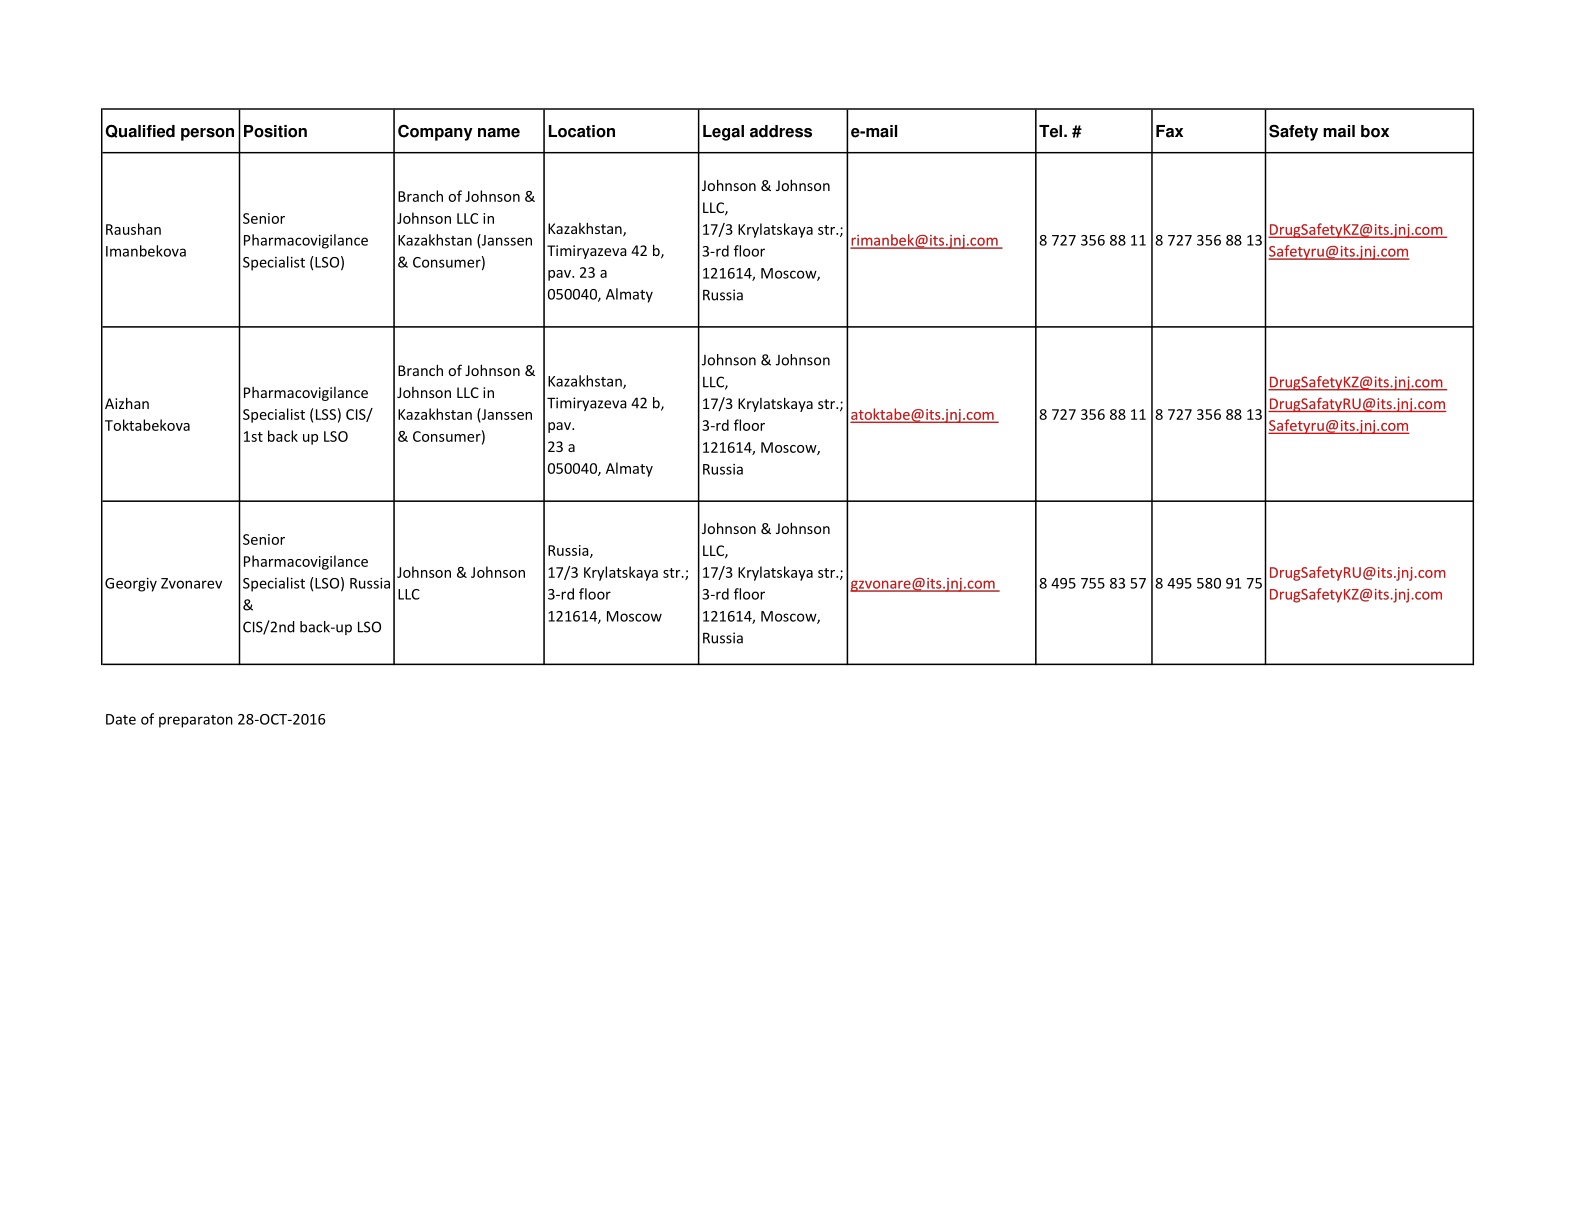 Qualified person
Position
Company name
Location
Legal address
e-mail
Tel. #
Fax
Safety mail box
Raushan
Imanbekova
Senior
Pharmacovigilance
Specialist (LSO)
Branch of Johnson &
Johnson LLC in
Kazakhstan (Janssen
& Consumer)
Kazakhstan,
Timiryazeva 42 b,
pav. 23 a
050040, Almaty
Johnson & Johnson
LLC,
17/3 Krylatskaya str.;
3-rd floor
121614, Moscow,
Russia
rimanbek@its.jnj.com
8 727 356 88 11
8 727 356 88 13
DrugSafetyKZ@its.jnj.com
Safetyru@its.jnj.com
Aizhan
Toktabekova
Pharmacovigilance
Specialist (LSS) CIS/
1st back up LSO
Branch of Johnson &
Johnson LLC in
Kazakhstan (Janssen
& Consumer)
Kazakhstan,
Timiryazeva 42 b,
pav.
23 a
050040, Almaty
Johnson & Johnson
LLC,
17/3 Krylatskaya str.;
3-rd floor
121614, Moscow,
Russia
atoktabe@its.jnj.com
8 727 356 88 11
8 727 356 88 13
DrugSafetyKZ@its.jnj.com
DrugSafatyRU@its.jnj.com
Safetyru@its.jnj.com
Georgiy Zvonarev
Senior
Pharmacovigilance
Specialist (LSO) Russia
&
CIS/2nd back-up LSO
Johnson & Johnson
LLC
Russia,
17/3 Krylatskaya str.;
3-rd floor
121614, Moscow
Johnson & Johnson
LLC,
17/3 Krylatskaya str.;
3-rd floor
121614, Moscow,
Russia
gzvonare@its.jnj.com
8 495 755 83 57
8 495 580 91 75
DrugSafetyRU@its.jnj.com
DrugSafetyKZ@its.jnj.com
Date of preparaton 28-OCT-2016